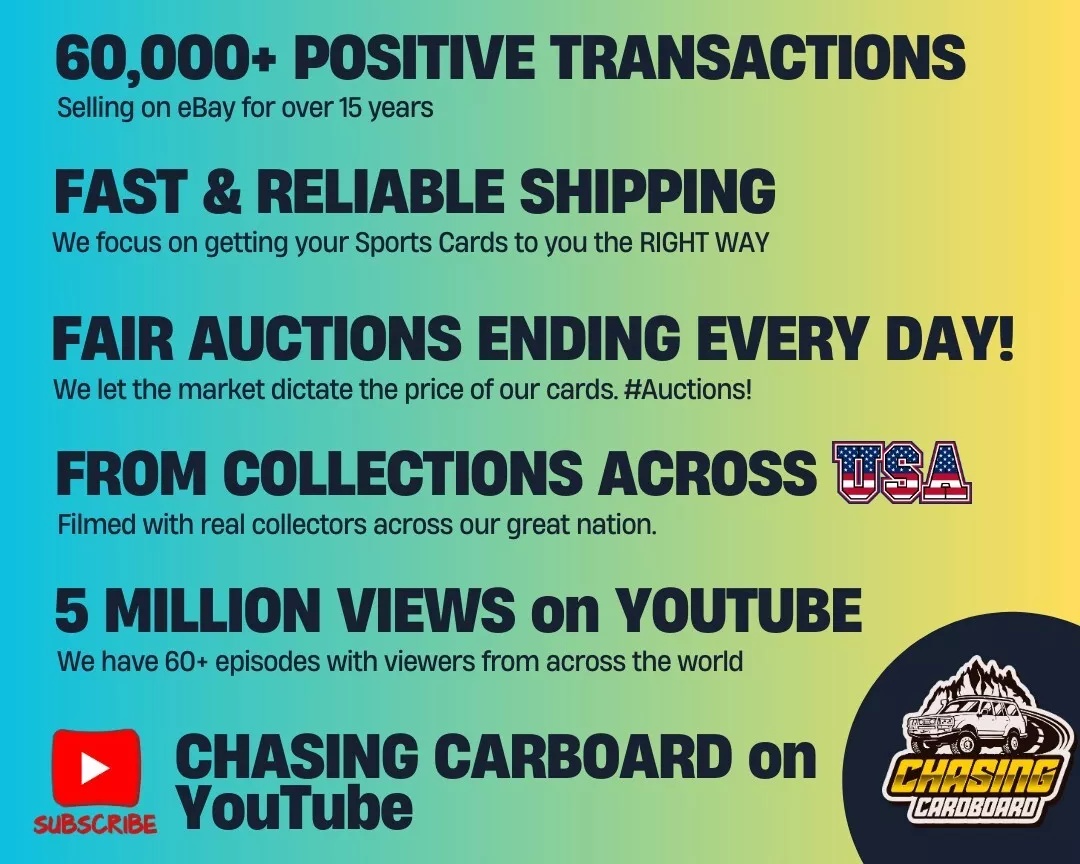 60,000+ POSITIVE TRANSACTIONS
Selling on eBay for over 15 years
FAST & RELIABLE SHIPPING
We focus on getting your Sports Cards to you the RIGHT WAY
FAIR AUCTIONS ENDING EVERY DAY!
We let the market dictate the price of our cards. #Auctions!
FROM COLLECTIONS ACROSS USA
Filmed with real collectors across our great nation.
5 MILLION VIEWS on YOUTUBE
We have 60+ episodes with viewers from across the world
CHASING CARBOARD on
YouTube
SUBSCRIBE
CHASING
CARDBOARD